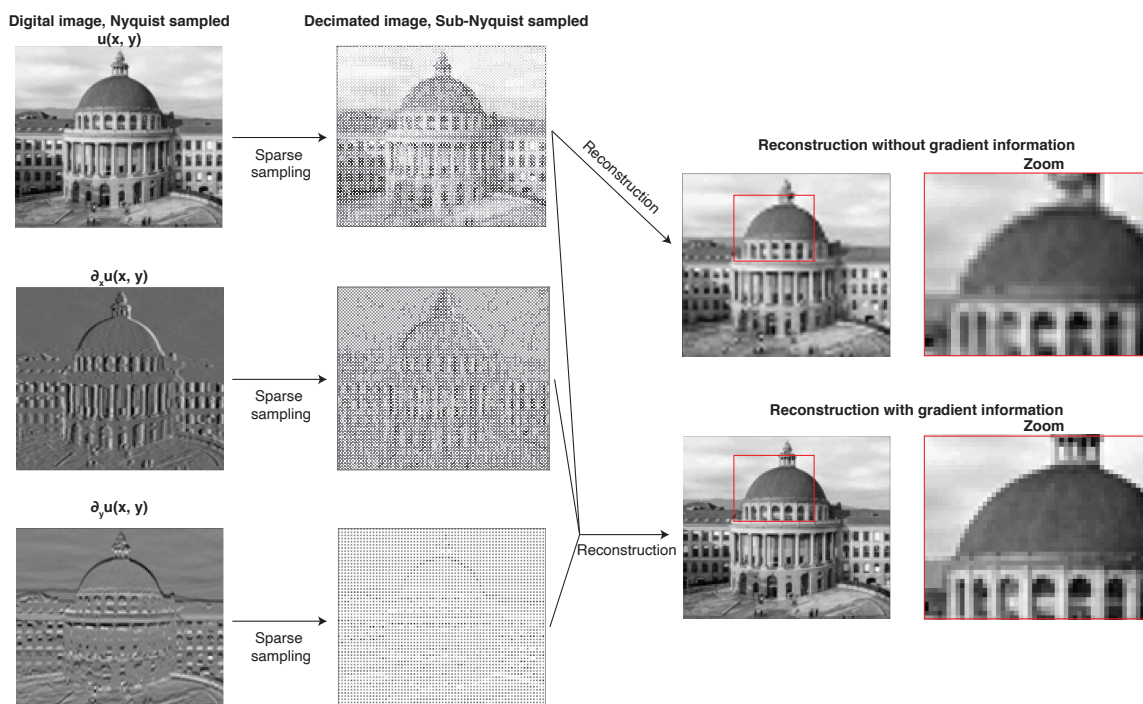 Digital image, Nyquist sampled
u(x, y)
Decimated image, Sub-Nyquist sampled
Sparse
sampling
Reconstruction
Reconstruction without gradient information
Zoom
∂xu(x, y)
Sparse
sampling
Reconstruction with gradient information
Zoom
∂yu(x, y)
Sparse
sampling
Reconstruction